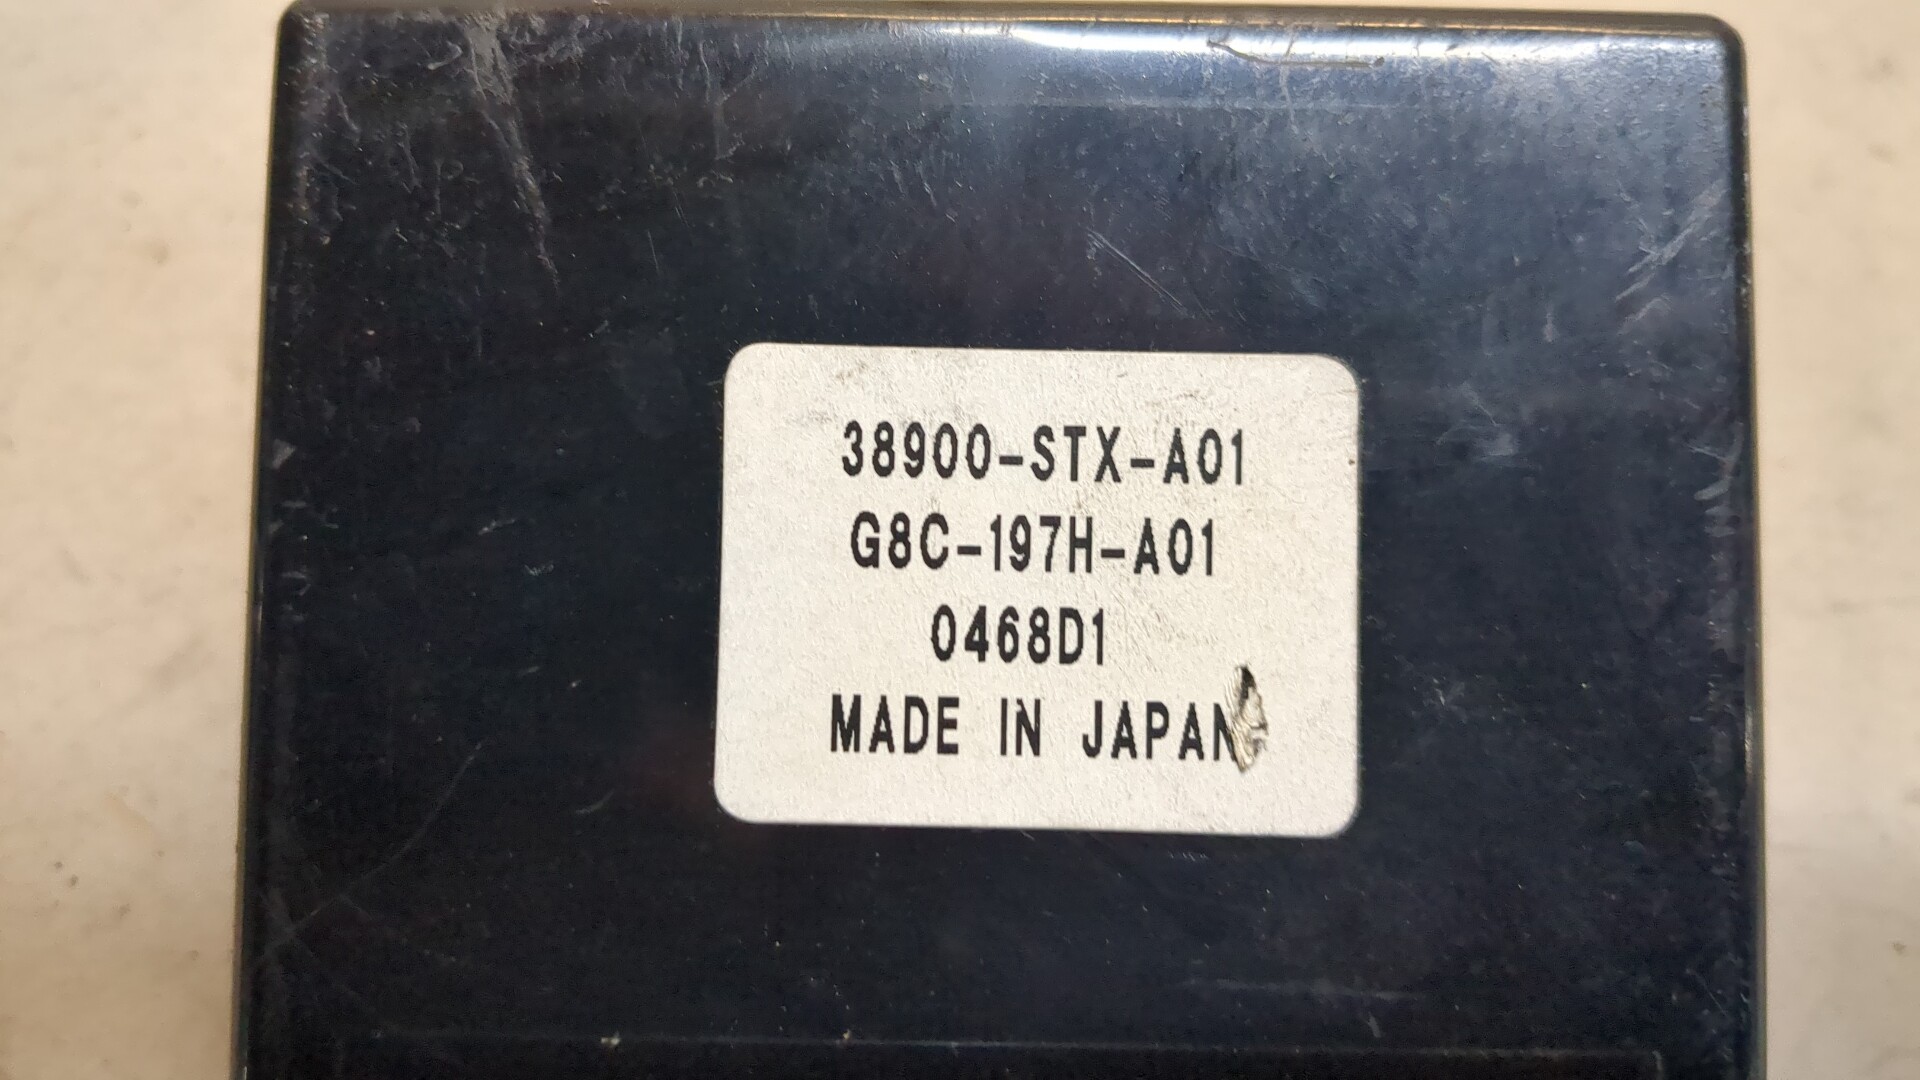 38900-STX-A01
G8C-197H-A01
0468D1
MADE IN JAPAN